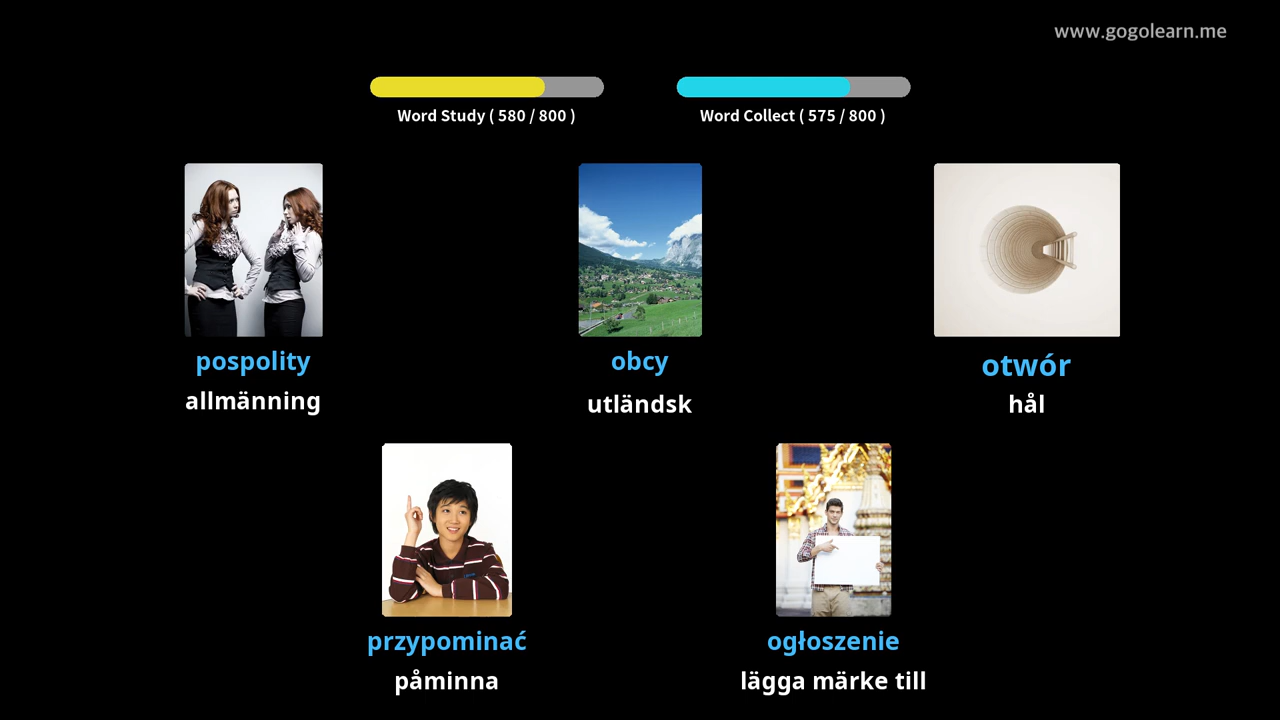 www.gogolearn.me
Word Study ( 580 / 800 )
Word Collect ( 575 / 800 )
pospolity
allmänning
obcy
utländsk
otwór
hål
przypominać
påminna
ogłoszenie
lägga märke till